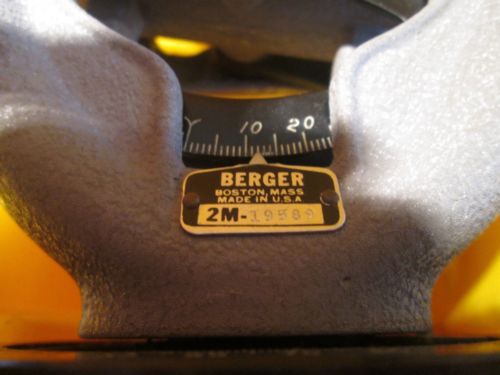 10 20
BERGER
BOSTON, MASS
MADE IN U.S.A
2M-19589